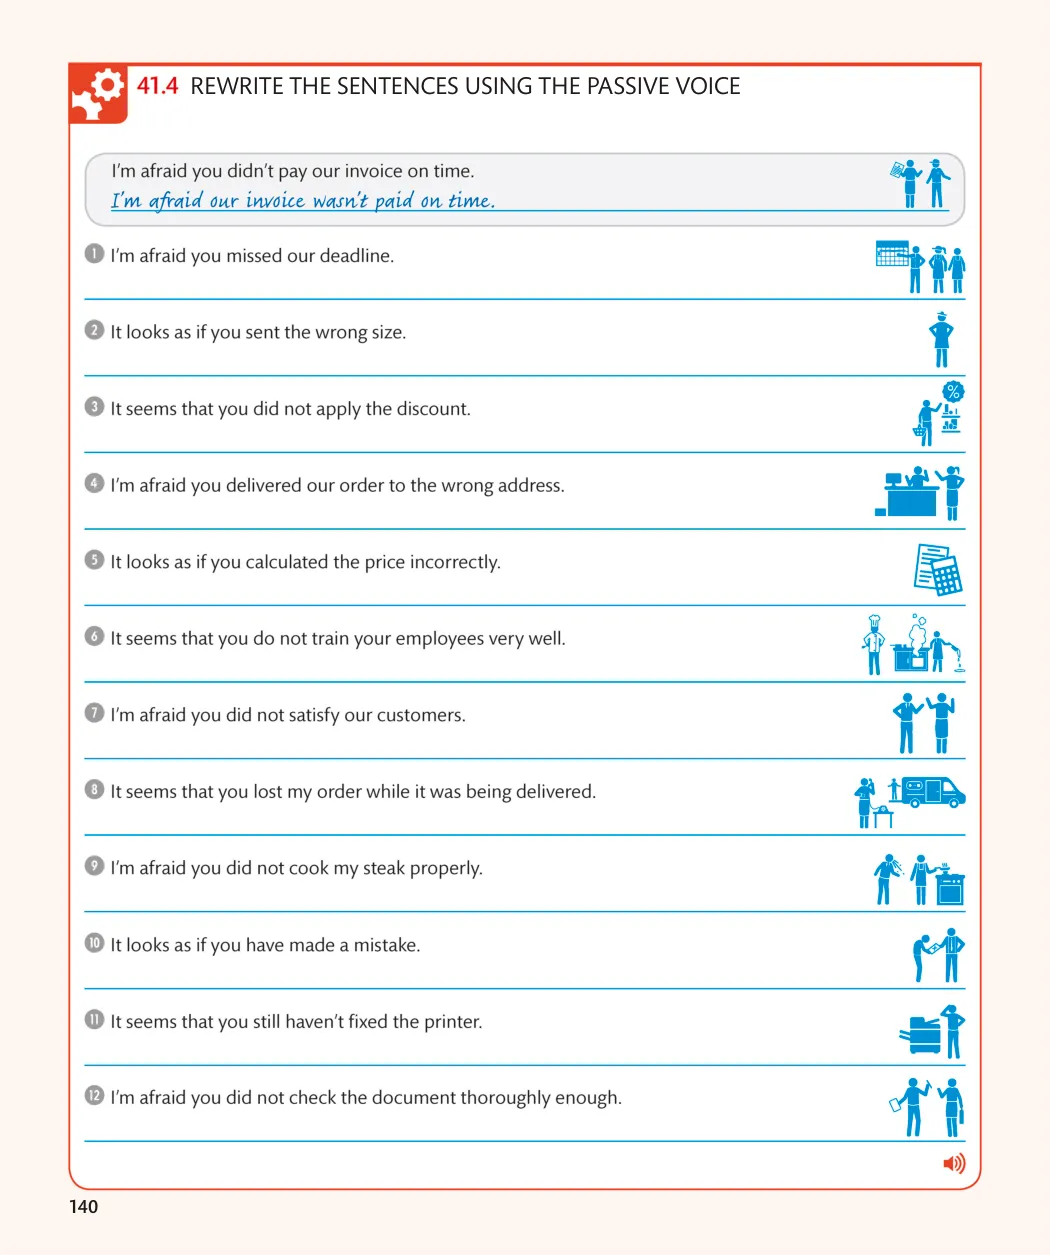 41.4 REWRITE THE SENTENCES USING THE PASSIVE VOICE
I'm afraid you didn't pay our invoice on time.
I'm afraid our invoice wasn't paid on time.
1 I'm afraid you missed our deadline.
2 It looks as if you sent the wrong size.
3 It seems that you did not apply the discount.
%
4 I'm afraid you delivered our order to the wrong address.
5 It looks as if you calculated the price incorrectly.
6 It seems that you do not train your employees very well.
7 I'm afraid you did not satisfy our customers.
8 It seems that you lost my order while it was being delivered.
9 I'm afraid you did not cook my steak properly.
10 It looks as if you have made a mistake.
11 It seems that you still haven't fixed the printer.
12 I'm afraid you did not check the document thoroughly enough.
140